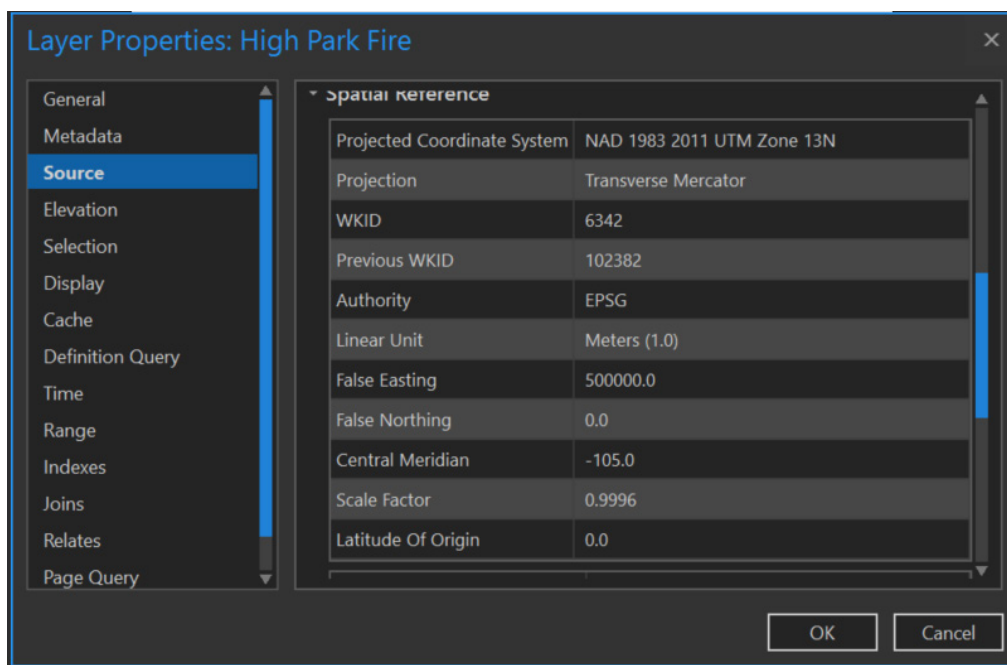 Layer Properties: High Park Fire
General
Metadata
Source
Elevation
Selection
Display
Cache
Definition Query
Time
Range
Indexes
Joins
Relates
Page Query
Spatial Reference
Projected Coordinate System NAD 1983 2011 UTM Zone 13N
Projection Transverse Mercator
WKID 6342
Previous WKID 102382
Authority EPSG
Linear Unit Meters (1.0)
False Easting 500000.0
False Northing 0.0
Central Meridian -105.0
Scale Factor 0.9996
Latitude Of Origin 0.0
OK Cancel